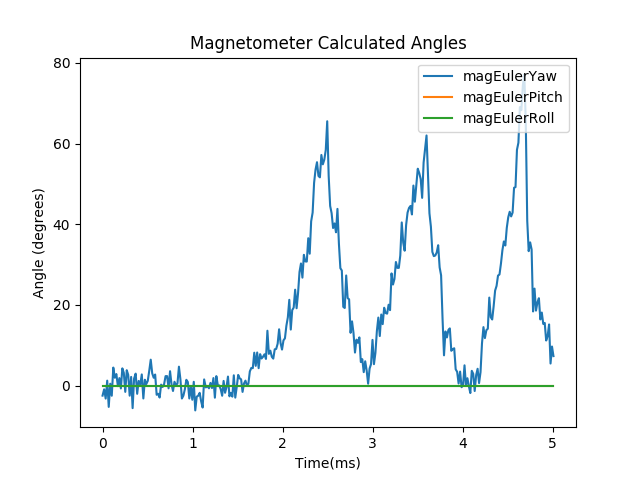 Magnetometer Calculated Angles
magEulerYaw
magEulerPitch
magEulerRoll
80
60
40
20
0
Angle (degrees)
0 1 2 3 4 5
Time(ms)